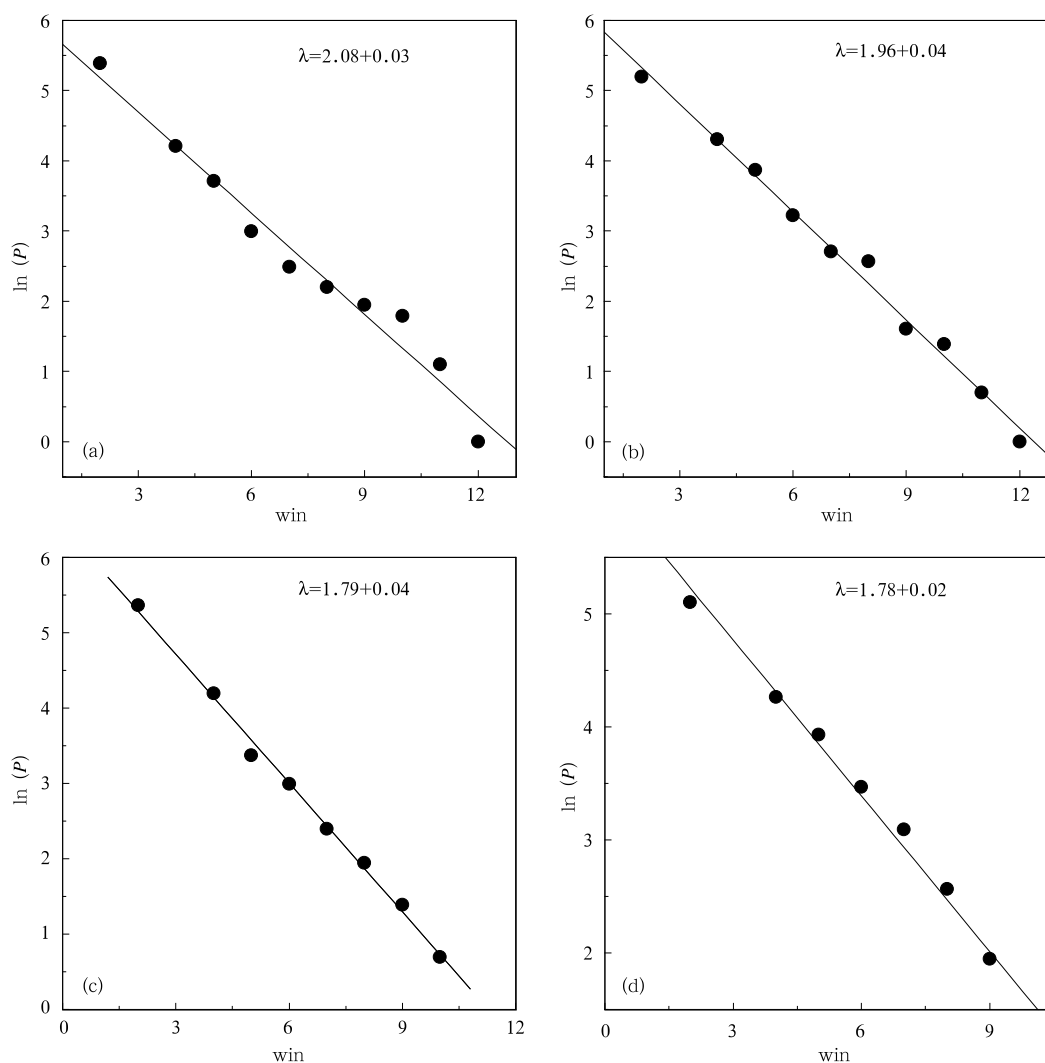 6
5
4
3
2
1
0
ln (P)
λ=2.08+0.03
(a)
3 6 9 12
win
6
5
4
3
2
1
0
ln (P)
λ=1.96+0.04
(b)
3 6 9 12
win
6
5
4
3
2
1
0
ln (P)
λ=1.79+0.04
(c)
0 3 6 9 12
win
5
4
3
2
ln (P)
λ=1.78+0.02
(d)
0 3 6 9
win